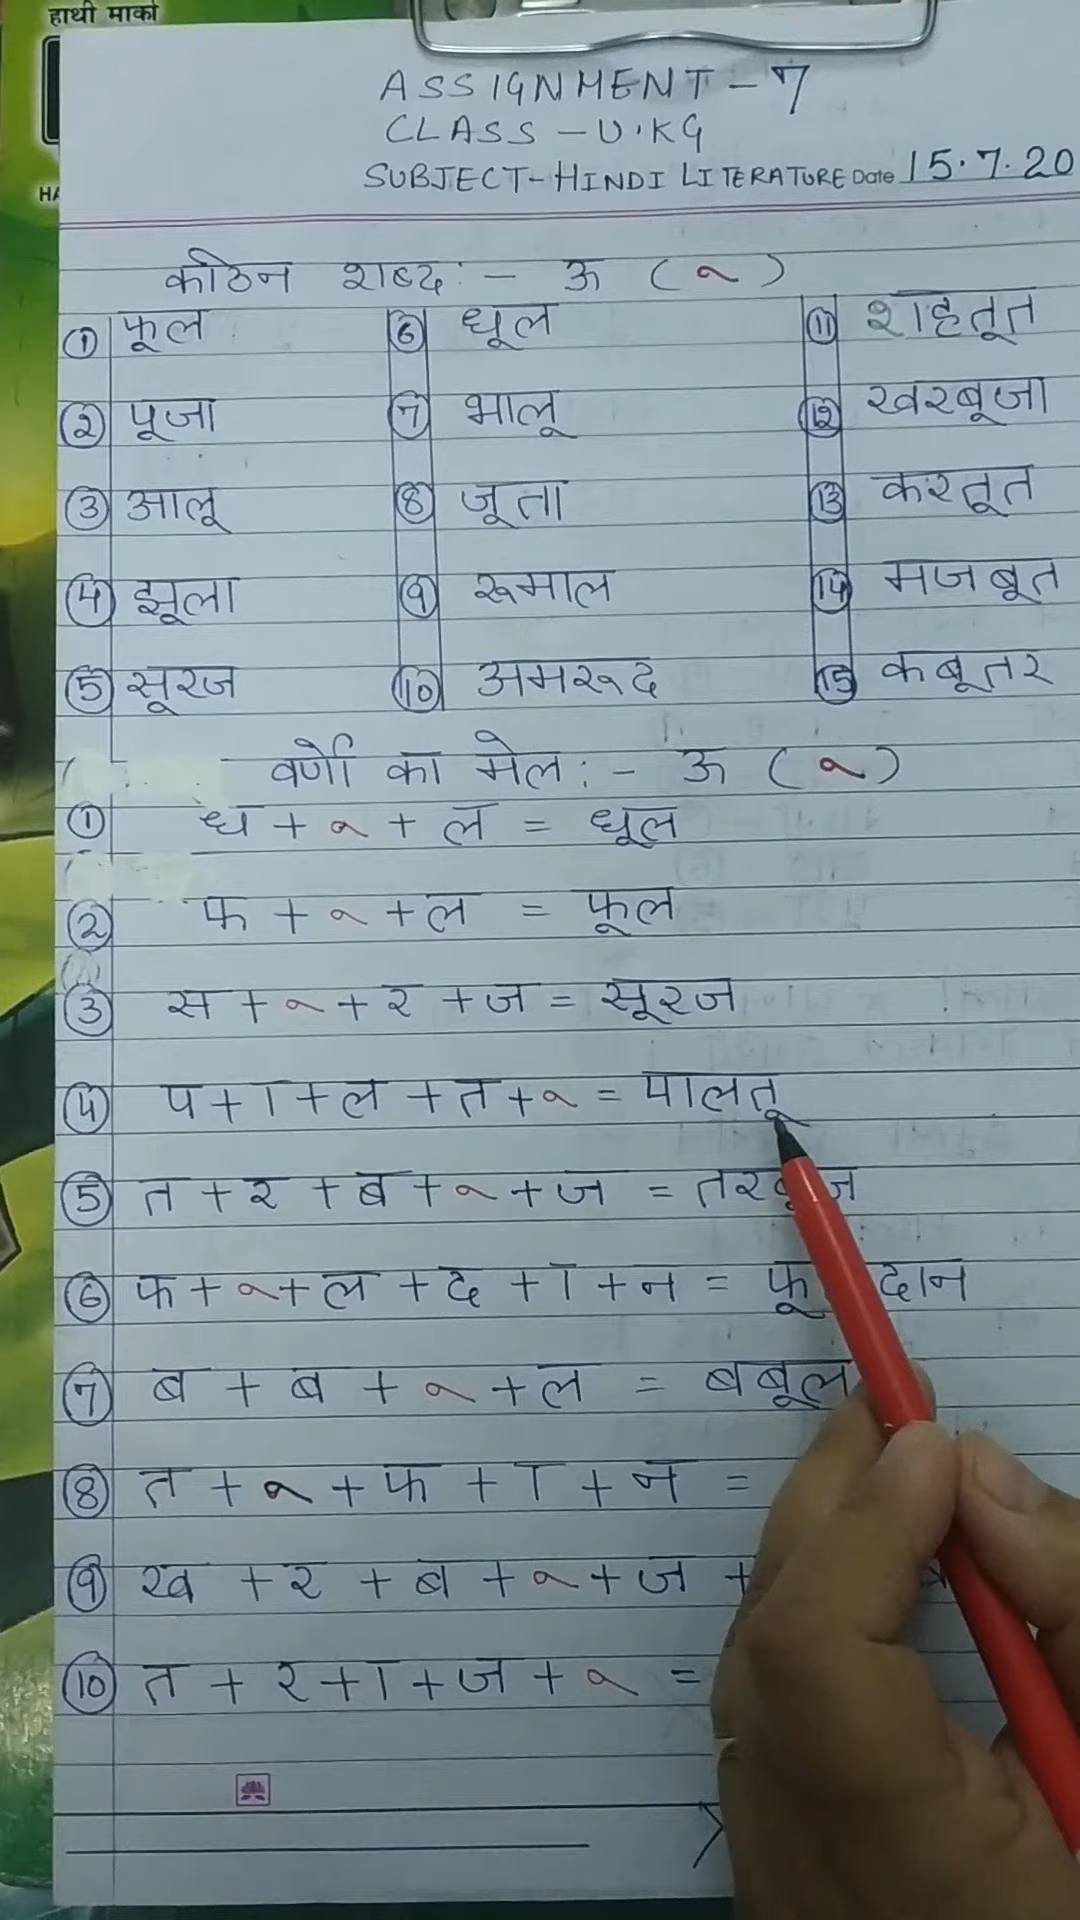 हाथी मार्का
HA
ASSIGNMENT - 7
CLASS - U.KG
SUBJECT - HINDI LITERATURE Date 15.7.20
कठिन शब्द :- ऊ ( ू )
① फूल ⑥ धूल ⑪ शहतूत
② पूजा ⑦ भालू ⑫ खरबूजा
③ आलू ⑧ जूता ⑬ करतूत
④ झूला ⑨ रूमाल ⑭ मजबूत
⑤ सूरज ⑩ अमरूद ⑮ कबूतर
वर्णो का मेल :- ऊ ( ू )
① ध + ू + ल = धूल
② फ + ू + ल = फूल
③ स + ू + र + ज = सूरज
④ प + ा + ल + त + ू = पालतू
⑤ त + र + ब + ू + ज = तरबूज
⑥ फ + ू + ल + द + ा + न = फू दान
⑦ ब + ब + ू + ल = बबूल
⑧ त + ू + फ + ा + न =
⑨ ख + र + ब + ू + ज +
⑩ त + र + ा + ज + ू =